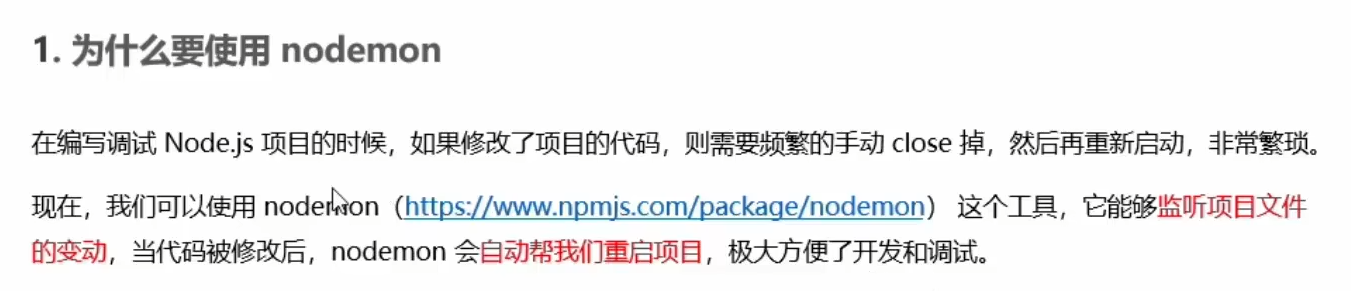 1. 为什么要使用 nodemon
在编写调试 Node.js 项目的时候，如果修改了项目的代码，则需要频繁的手动 close 掉，然后再重新启动，非常繁琐。
现在，我们可以使用 nodemon（https://www.npmjs.com/package/nodemon） 这个工具，它能够监听项目文件
的变动，当代码被修改后，nodemon 会自动帮我们重启项目，极大方便了开发和调试。